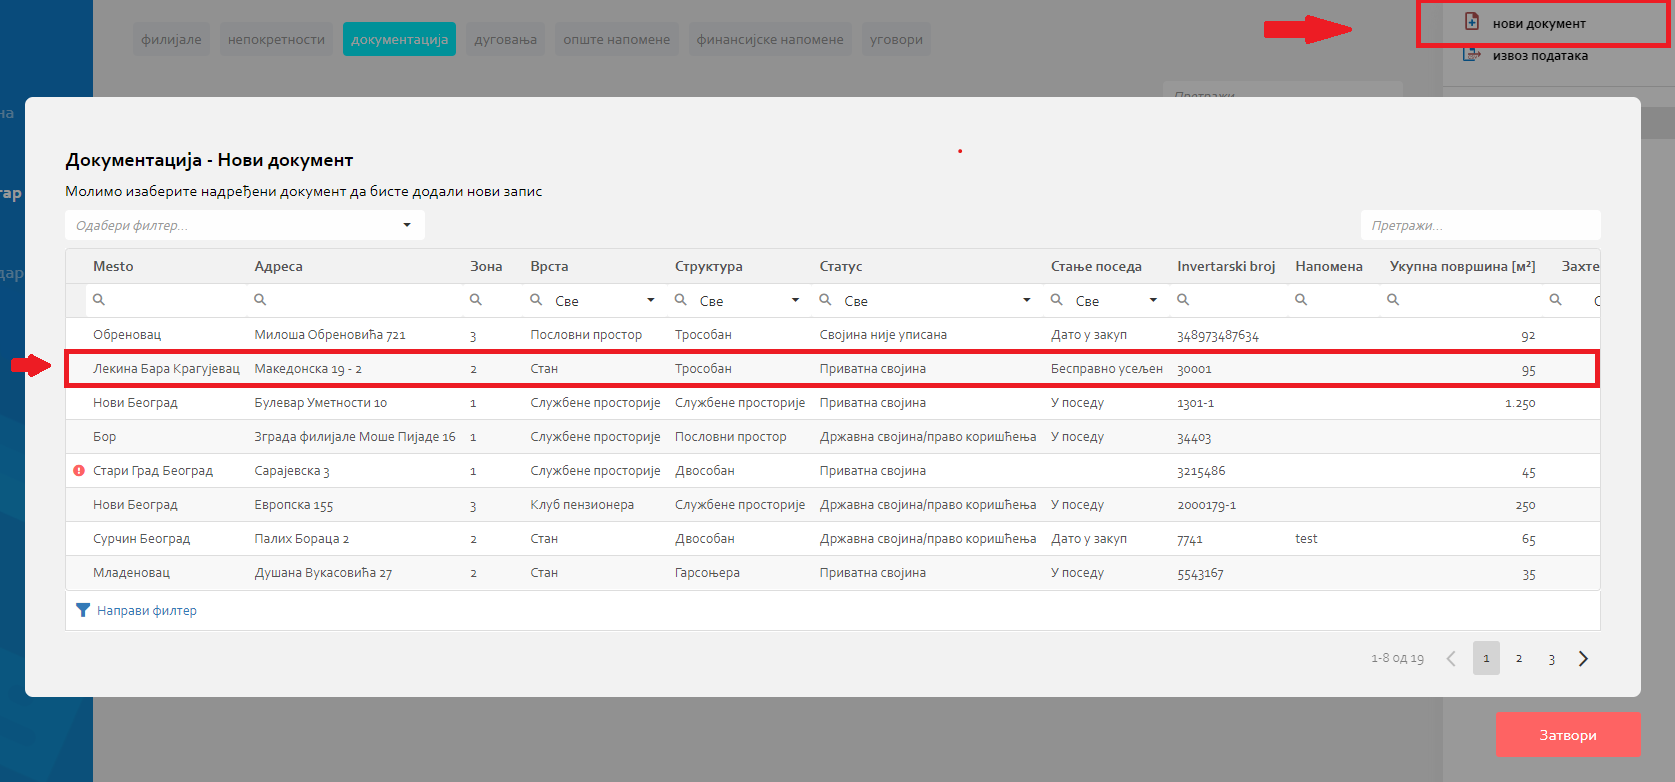 филијале непокретности документација дуговања опште напомене финансијске напомене уговори
нови документ
извоз података
Претражи...
на
тар
дар
Документација - Нови документ
Молимо изаберите надређени документ да бисте додали нови запис
Одабери филтер... Претражи...
Mesto Адреса Зона Врста Структура Статус Стање поседа Invertarski broj Напомена Укупна површина [м²] Захте
Све Све Све Све С
Обреновац Милоша Обреновића 721 3 Пословни простор Трособан Својина није уписана Дато у закуп 348973487634 92
Лекина Бара Крагујевац Македонска 19 - 2 2 Стан Трособан Приватна својина Бесправно усељен 30001 95
Нови Београд Булевар Уметности 10 1 Службене просторије Службене просторије Приватна својина У поседу 1301-1 1.250
Бор Зграда филијале Моше Пијаде 16 1 Службене просторије Пословни простор Државна својина/право коришћења У поседу 34403
Стари Град Београд Сарајевска 3 1 Службене просторије Двособан Приватна својина 3215486 45
Нови Београд Европска 155 3 Клуб пензионера Службене просторије Државна својина/право коришћења У поседу 2000179-1 250
Сурчин Београд Палих Бораца 2 2 Стан Двособан Државна својина/право коришћења Дато у закуп 7741 test 65
Младеновац Душана Вукасовића 27 2 Стан Гарсоњера Приватна својина У поседу 5543167 35
Направи филтер
1-8 од 19 1 2 3
Затвори